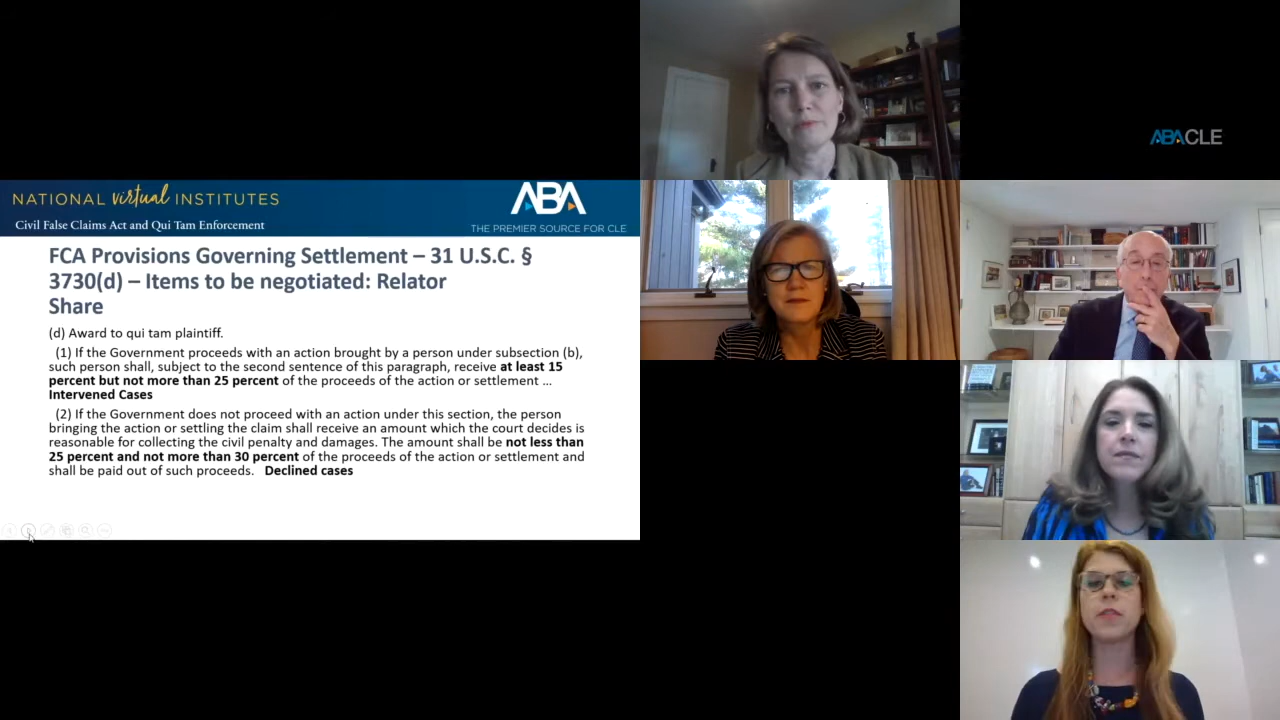 ABACLE
NATIONAL virtual INSTITUTES
ABA
Civil False Claims Act and Qui Tam Enforcement
THE PREMIER SOURCE FOR CLE
FCA Provisions Governing Settlement – 31 U.S.C. §
3730(d) – Items to be negotiated: Relator
Share
(d) Award to qui tam plaintiff.
(1) If the Government proceeds with an action brought by a person under subsection (b),
such person shall, subject to the second sentence of this paragraph, receive at least 15
percent but not more than 25 percent of the proceeds of the action or settlement …
Intervened Cases
(2) If the Government does not proceed with an action under this section, the person
bringing the action or settling the claim shall receive an amount which the court decides is
reasonable for collecting the civil penalty and damages. The amount shall be not less than
25 percent and not more than 30 percent of the proceeds of the action or settlement and
shall be paid out of such proceeds. Declined cases